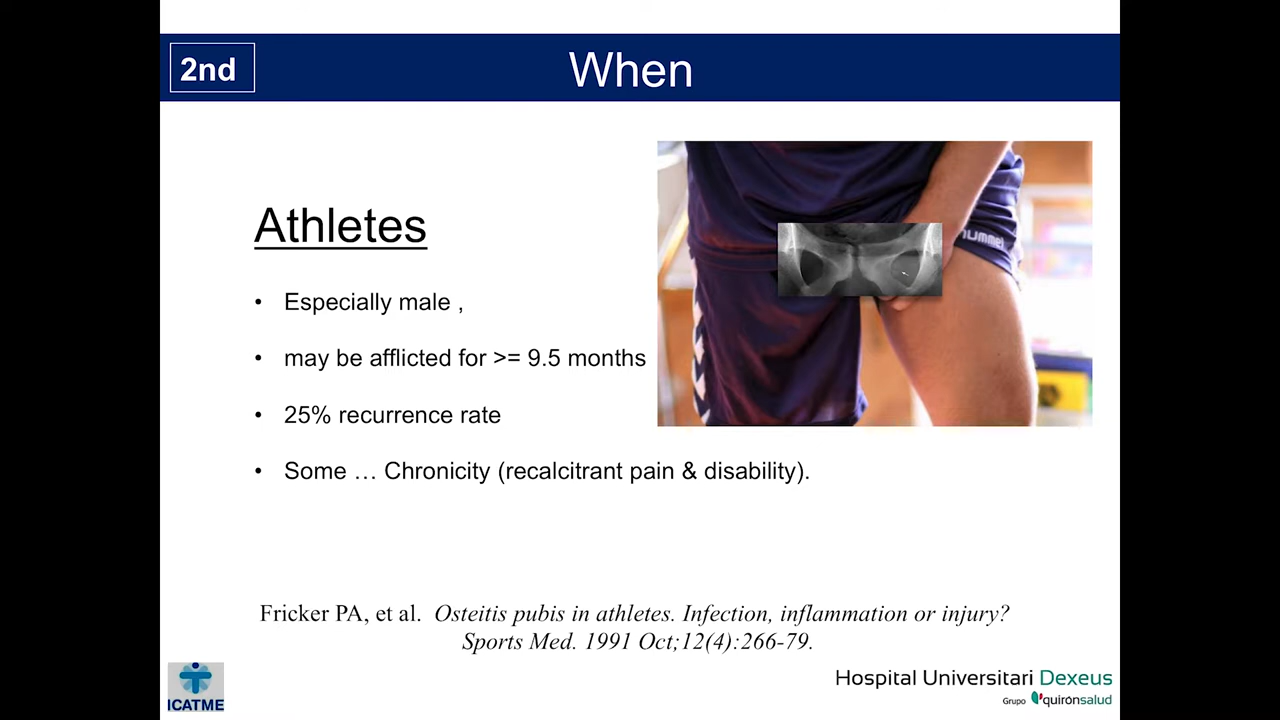 2nd
When
Athletes
• Especially male ,
• may be afflicted for >= 9.5 months
• 25% recurrence rate
• Some … Chronicity (recalcitrant pain & disability).
hummel
Fricker PA, et al. Osteitis pubis in athletes. Infection, inflammation or injury?
Sports Med. 1991 Oct;12(4):266-79.
ICATME
Hospital Universitari Dexeus
Grupo quirónsalud